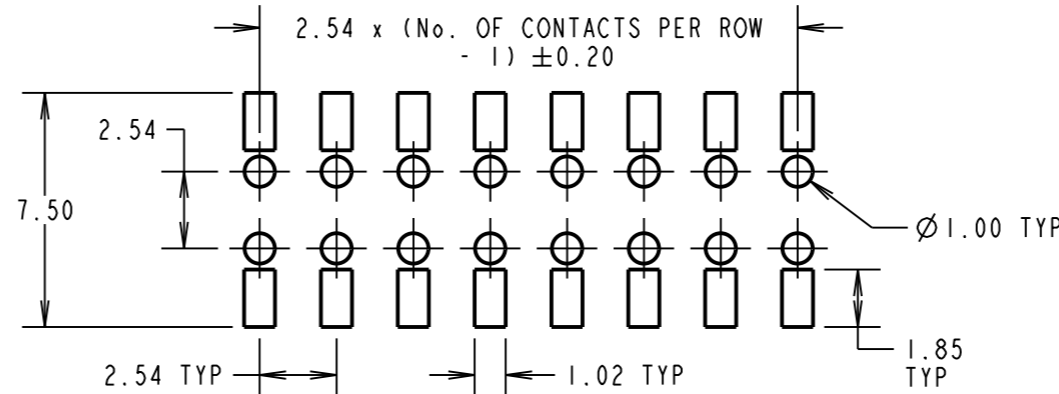 2.54 x (No. OF CONTACTS PER ROW
- 1) ±0.20
2.54
7.50
Ø1.00 TYP
2.54 TYP
1.02 TYP
1.85
TYP